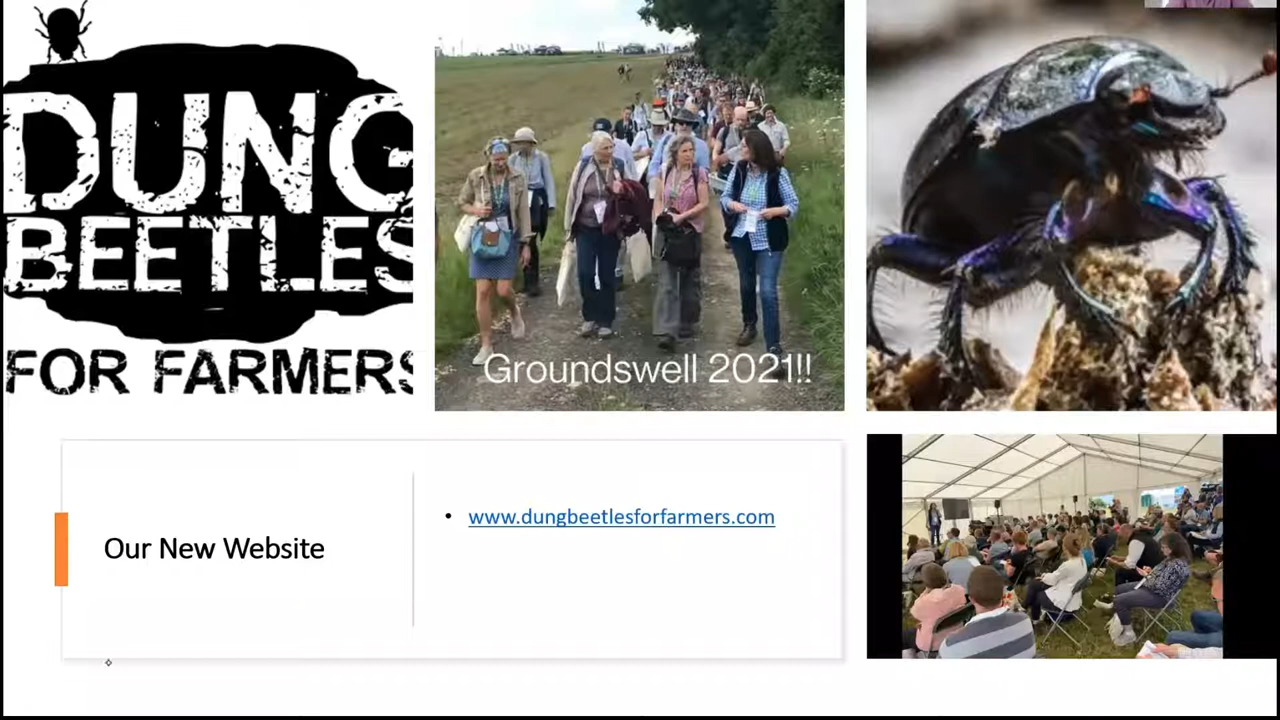 DUNG
BEETLES
FOR FARMERS
Groundswell 2021!!
Our New Website
• www.dungbeetlesforfarmers.com